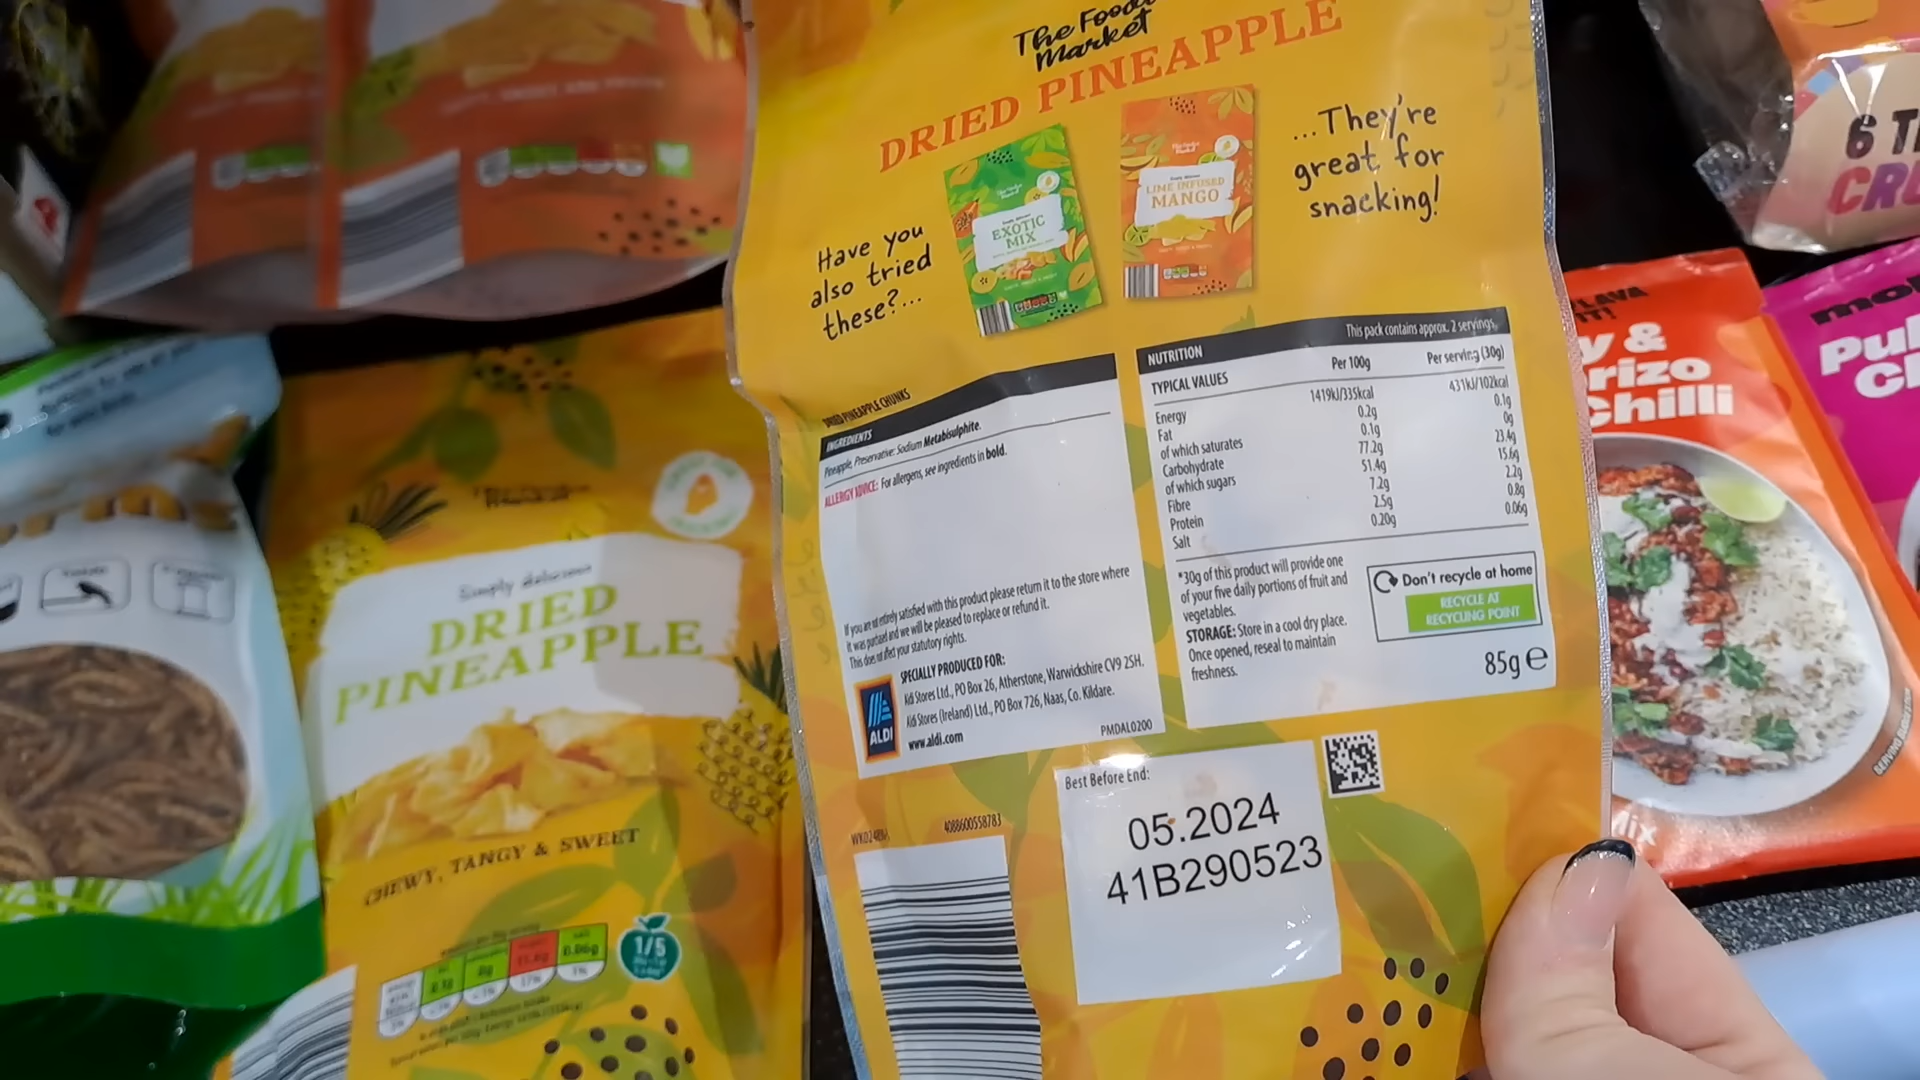 The Foodie
Market
DRIED PINEAPPLE
Have you
also tried
these?...
EXOTIC
MIX
LIME INFUSED
MANGO
...They're
great for
snacking!
DRIED PINEAPPLE CHUNKS
INGREDIENTS
Pineapple, Preservative: Sodium Metabisulphite.
ALLERGY ADVICE: For allergens, see ingredients in bold.
If you are not entirely satisfied with this product please return it to the store where
it was purchased and we will be pleased to replace or refund it.
This does not affect your statutory rights.
SPECIALLY PRODUCED FOR:
Aldi Stores Ltd., PO Box 26, Atherstone, Warwickshire CV9 2SH.
Aldi Stores (Ireland) Ltd., PO Box 726, Naas, Co. Kildare.
www.aldi.com
PMDAL0200
ALDI
NUTRITION
This pack contains approx. 2 servings.
TYPICAL VALUES Per 100g Per serving (30g)
Energy 1419kJ/335kcal 431kJ/102kcal
Fat 0.2g 0.1g
of which saturates 0.1g 0g
Carbohydrate 77.2g 23.4g
of which sugars 51.4g 15.6g
Fibre 7.2g 2.2g
Protein 2.5g 0.8g
Salt 0.20g 0.06g
*30g of this product will provide one
of your five daily portions of fruit and
vegetables.
STORAGE: Store in a cool dry place.
Once opened, reseal to maintain
freshness.
Don't recycle at home
RECYCLE AT
RECYCLING POINT
85g e
Best Before End:
05.2024
41B290523
4088600558783
Simply delicious
DRIED
PINEAPPLE
CHEWY, TANGY & SWEET
0.06g
1/5
6 T
CRU
y &
rizo
Chilli
Mix
Pul